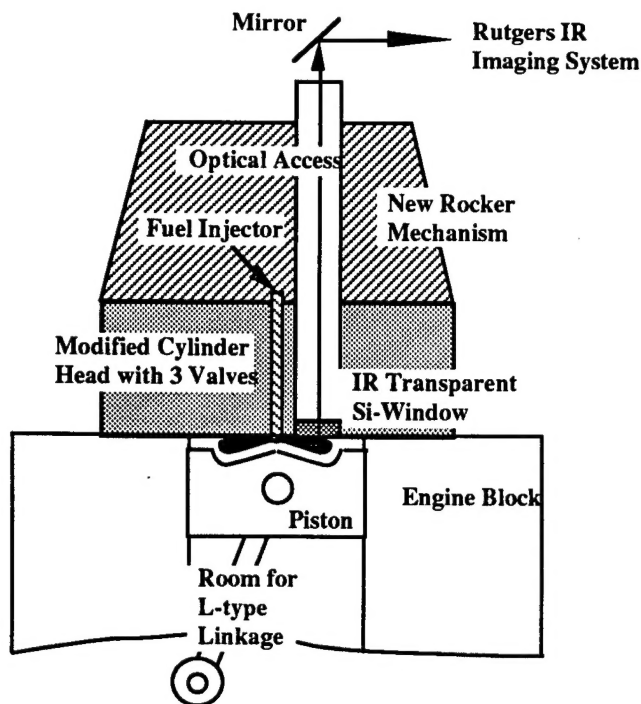 Mirror
Rutgers IR
Imaging System
Optical Access
New Rocker
Mechanism
Fuel Injector
Modified Cylinder
Head with 3 Valves
IR Transparent
Si-Window
Engine Block
Piston
Room for
L-type
Linkage